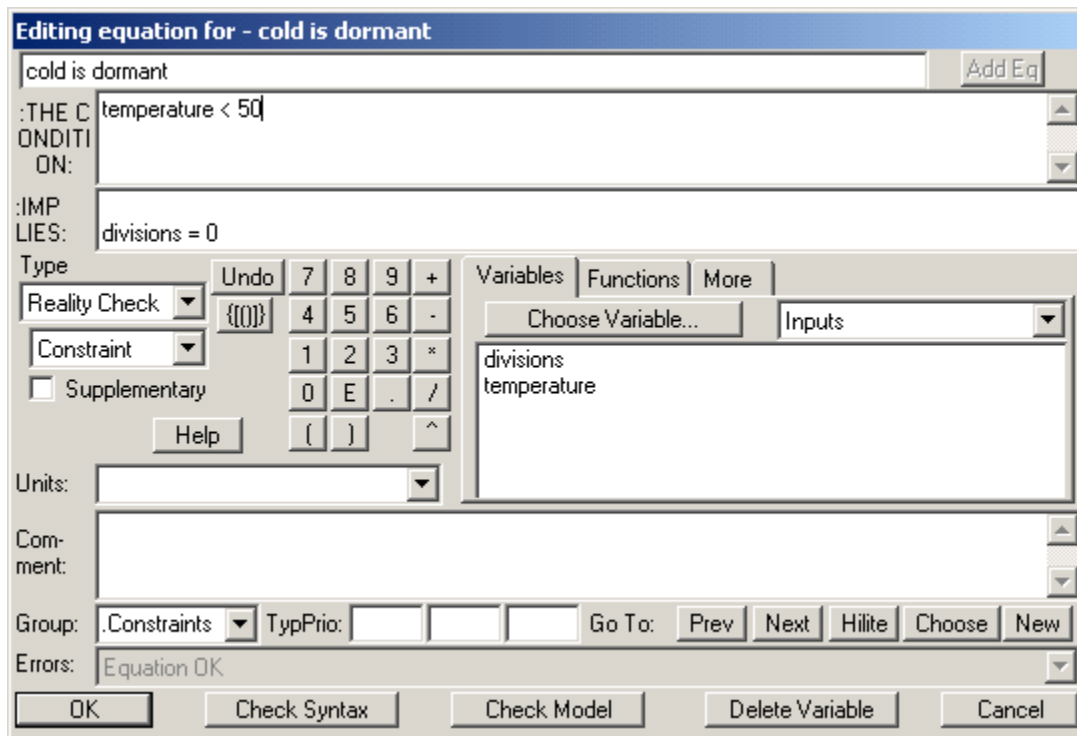 Editing equation for - cold is dormant
cold is dormant
Add Eq
:THE C
ONDITI
ON:
temperature < 50
:IMP
LIES:
divisions = 0
Type
Reality Check
Constraint
Supplementary
Help
Undo 7 8 9 +
{[()]} 4 5 6 -
1 2 3 *
0 E . /
( ) ^
Variables Functions More
Choose Variable... Inputs
divisions
temperature
Units:
Com-
ment:
Group: .Constraints TypPrio: Go To: Prev Next Hilite Choose New
Errors: Equation OK
OK Check Syntax Check Model Delete Variable Cancel